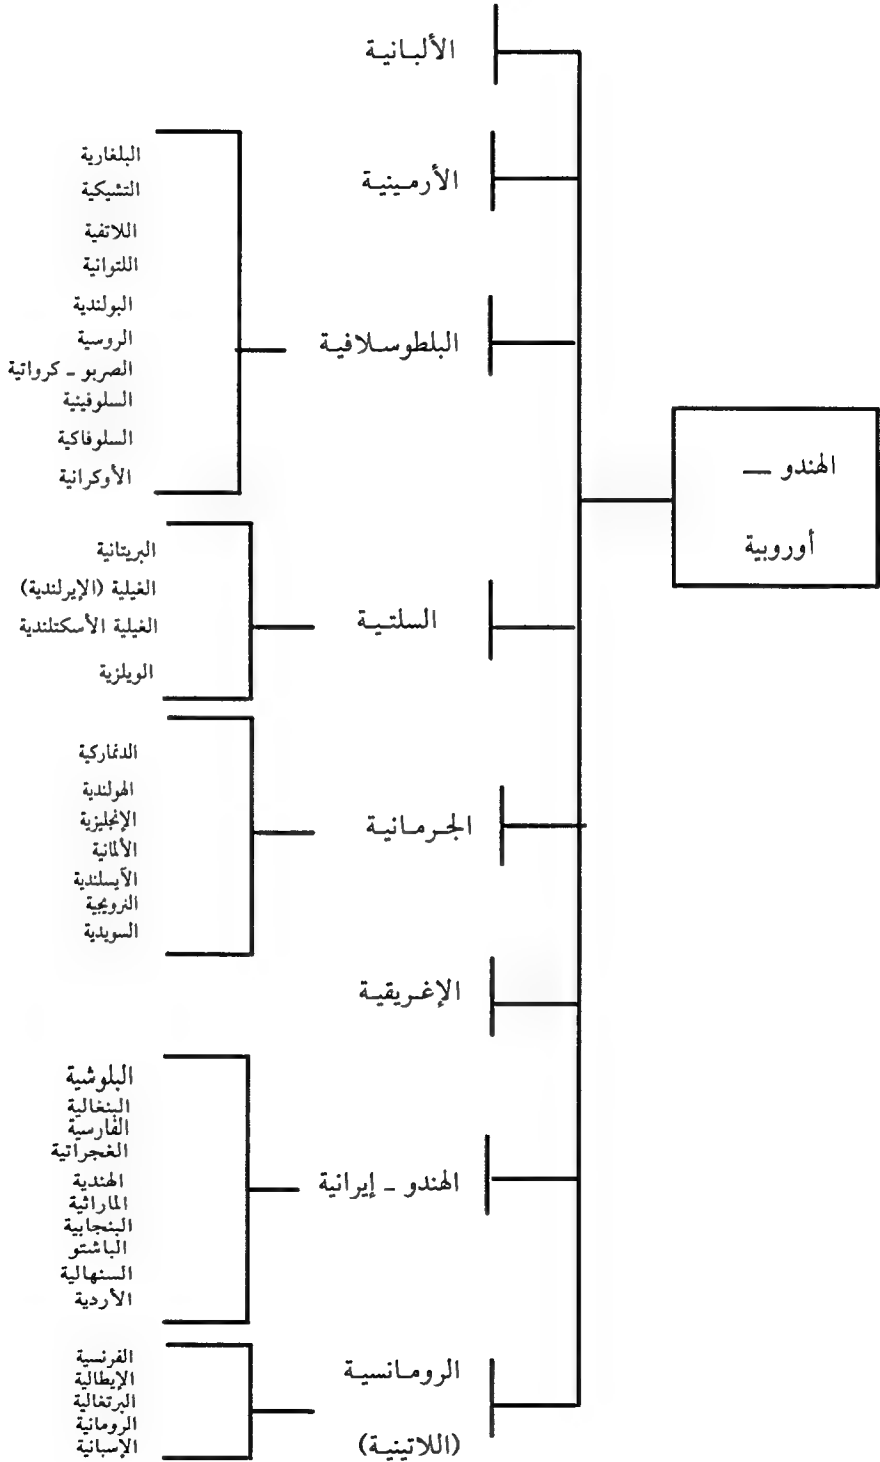 الهندو —
أوروبية
الألبانية
الأرمينية
البلطوسلافية
البلغارية
التشيكية
اللاتفية
اللتوانية
البولندية
الروسية
الصربو - كرواتية
السلوفينية
السلوفاكية
الأوكرانية
السلتية
البريتانية
الغيلية (الإيرلندية)
الغيلية الأسكتلندية
الويلزية
الجرمانية
الدنماركية
الهولندية
الإنجليزية
الألمانية
الآيسلندية
النرويجية
السويدية
الإغريقية
الهندو - إيرانية
البلوشية
البنغالية
الفارسية
الغجراتية
الهندية
الماراثية
البنجابية
الباشتو
السنهالية
الأردية
الرومانسية
(اللاتينية)
الفرنسية
الإيطالية
البرتغالية
الرومانية
الإسبانية